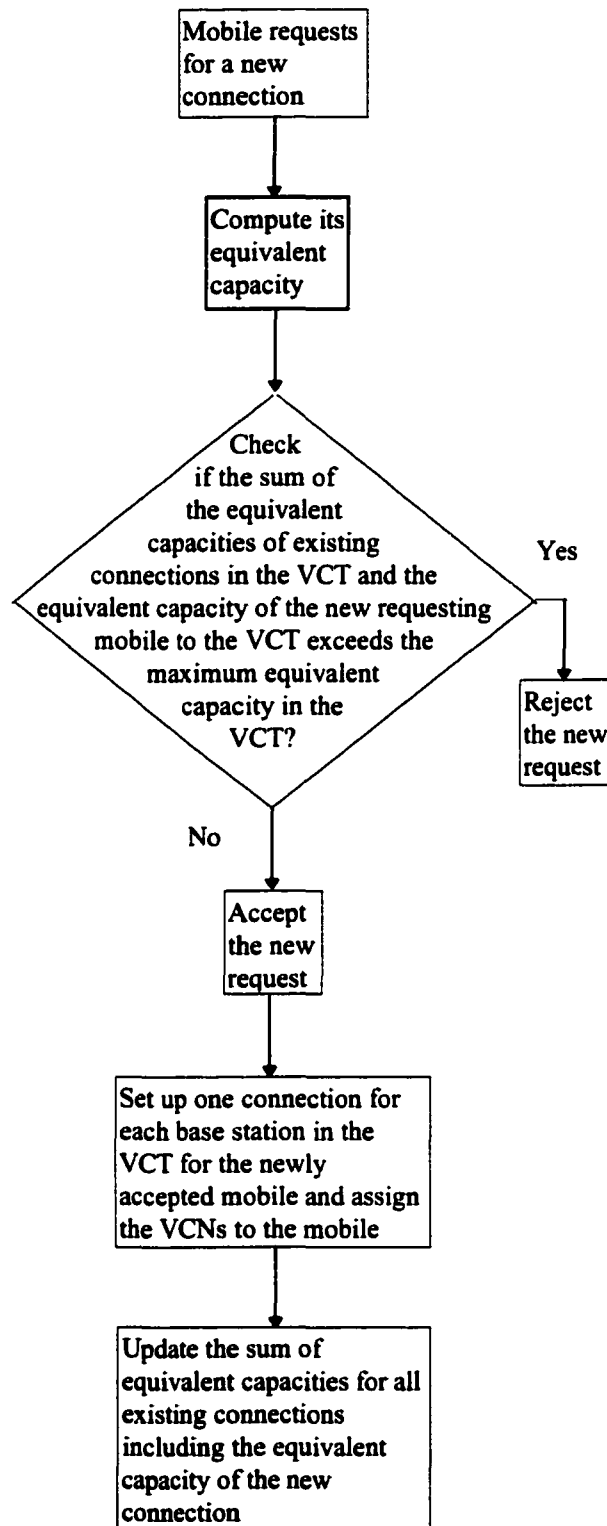 Mobile requests
for a new
connection
Compute its
equivalent
capacity
Check
if the sum of
the equivalent
capacities of existing
connections in the VCT and the
equivalent capacity of the new requesting
mobile to the VCT exceeds the
maximum equivalent
capacity in the
VCT?
Yes
Reject
the new
request
No
Accept
the new
request
Set up one connection for
each base station in the
VCT for the newly
accepted mobile and assign
the VCNs to the mobile
Update the sum of
equivalent capacities for all
existing connections
including the equivalent
capacity of the new
connection